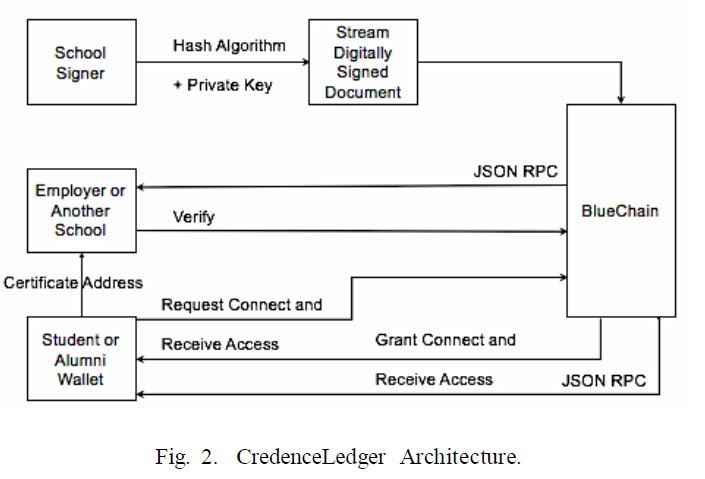 School
Signer
Hash Algorithm
+ Private Key
Stream
Digitally
Signed
Document
JSON RPC
Employer or
Another
School
Verify
BlueChain
Certificate Address
Request Connect and
Student or
Alumni
Wallet
Receive Access
Grant Connect and
Receive Access
JSON RPC
Fig. 2. CredenceLedger Architecture.